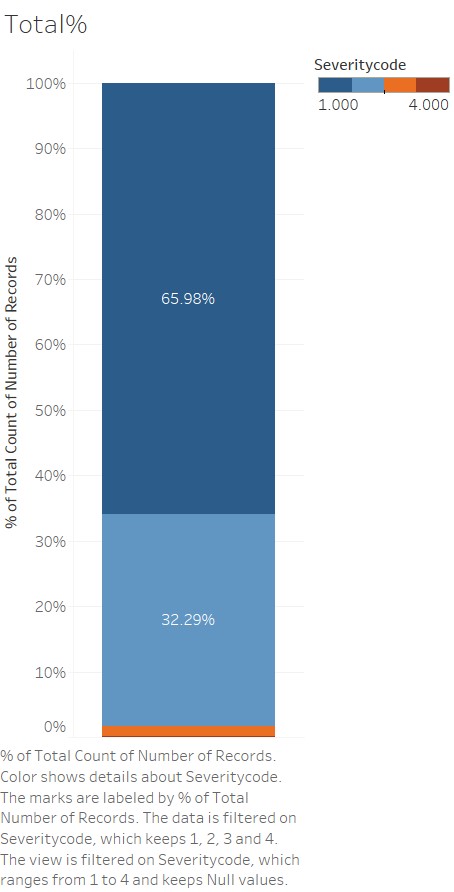 Total%
Severitycode
1.000 4.000
% of Total Count of Number of Records
100%
90%
80%
70%
60%
50%
40%
30%
20%
10%
0%
65.98%
32.29%
% of Total Count of Number of Records.
Color shows details about Severitycode.
The marks are labeled by % of Total
Number of Records. The data is filtered on
Severitycode, which keeps 1, 2, 3 and 4.
The view is filtered on Severitycode, which
ranges from 1 to 4 and keeps Null values.